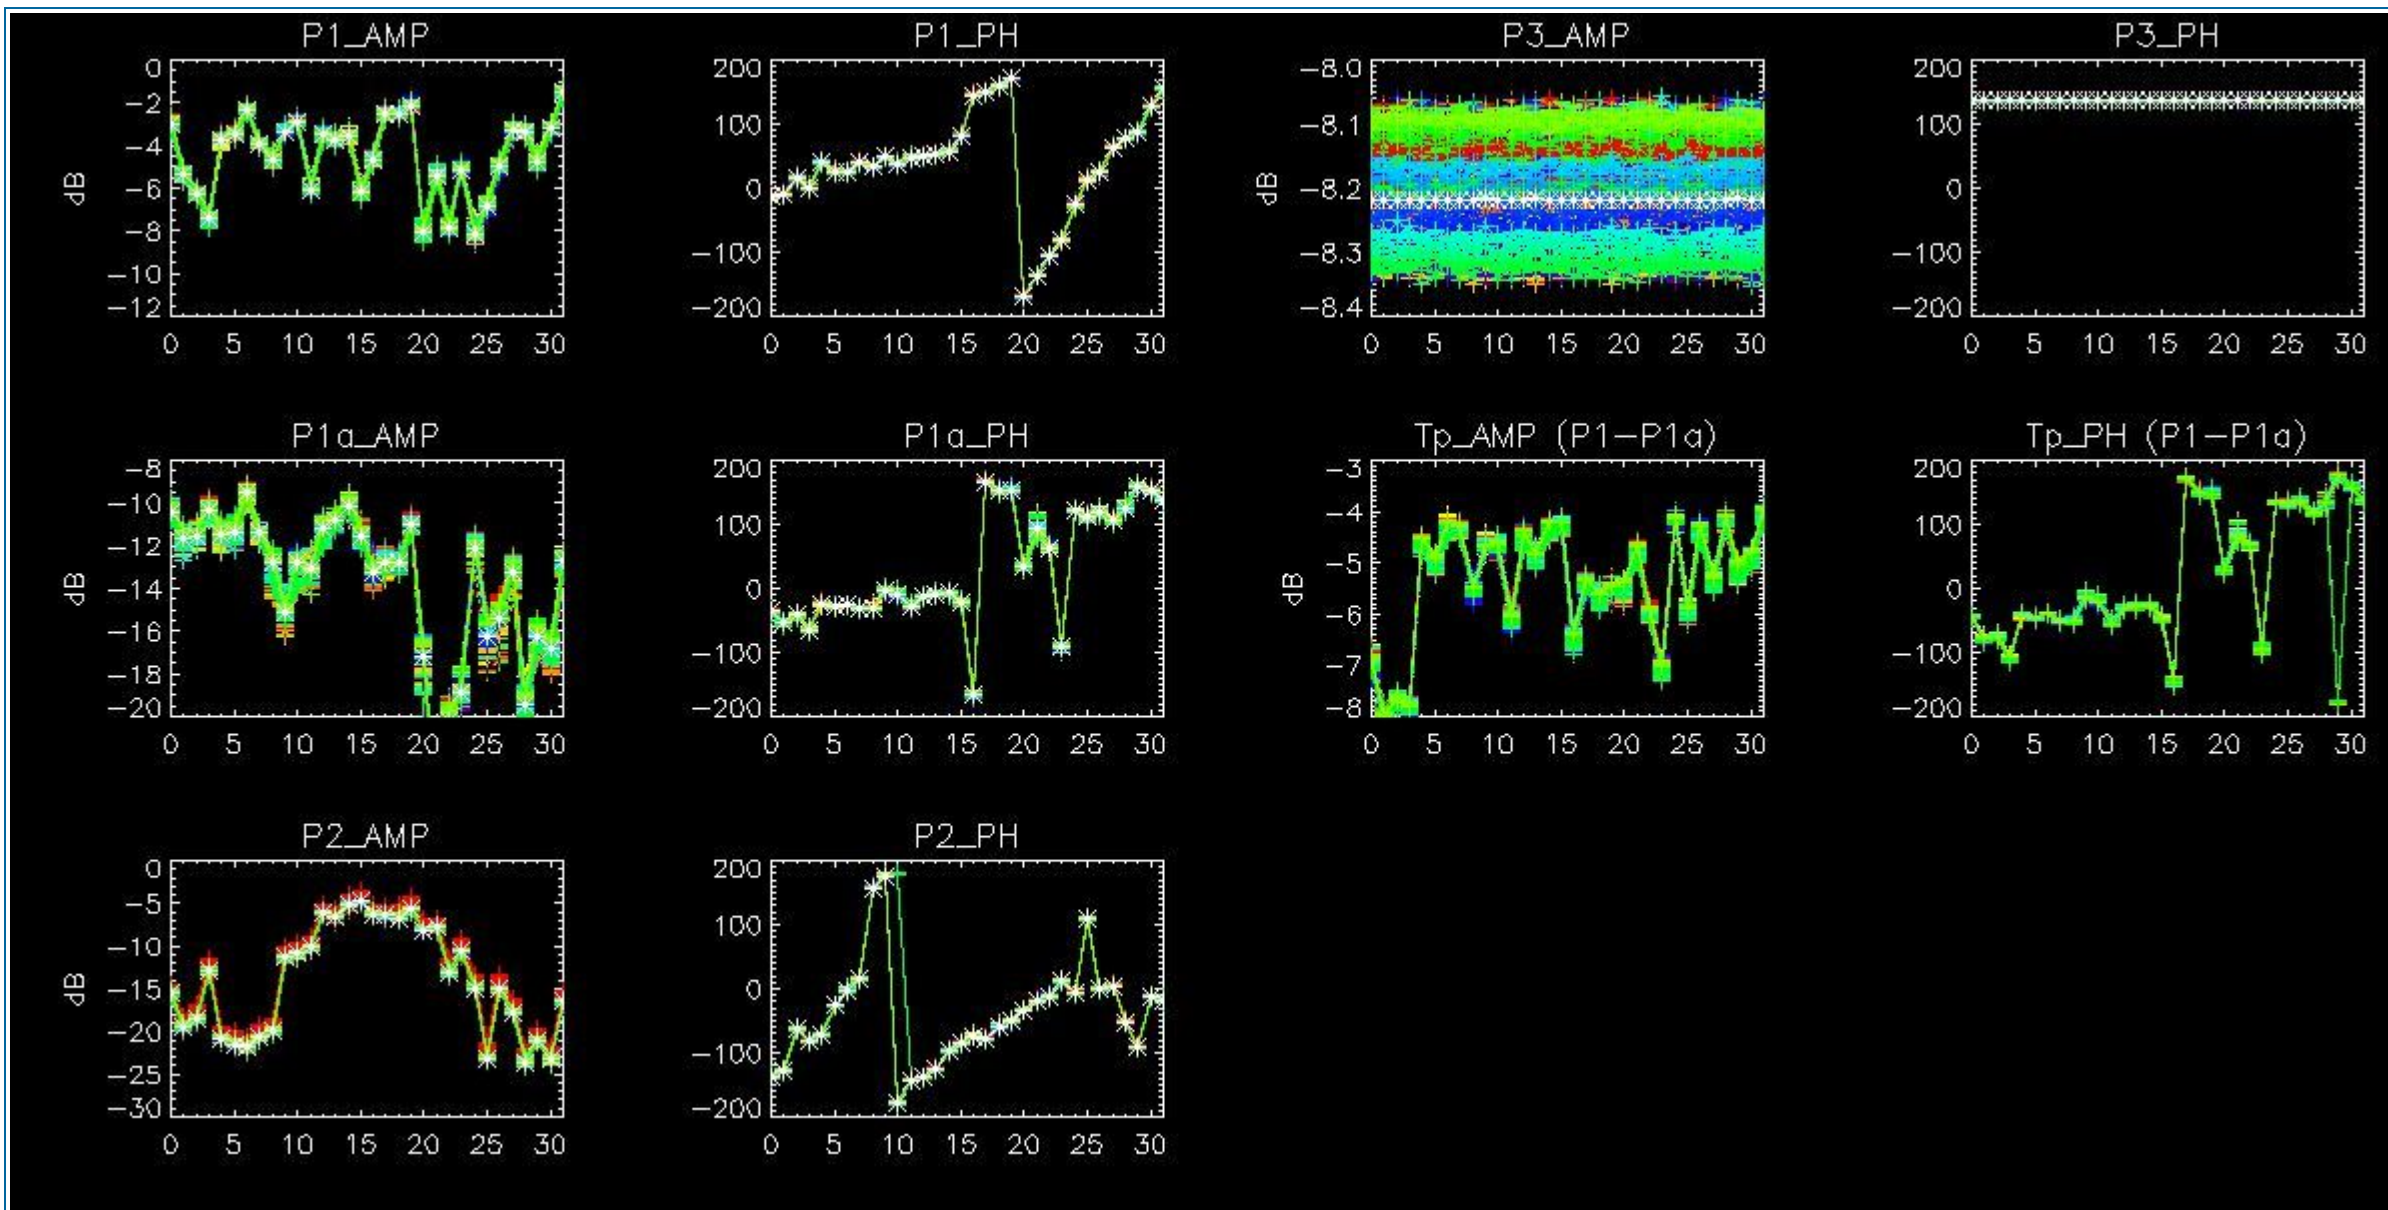 P1_AMP
0
−2
−4
−6
−8
−10
−12
dB
0 5 10 15 20 25 30
P1_PH
200
100
0
−100
−200
0 5 10 15 20 25 30
P3_AMP
−8.0
−8.1
−8.2
−8.3
−8.4
dB
0 5 10 15 20 25 30
P3_PH
200
100
0
−100
−200
0 5 10 15 20 25 30
P1a_AMP
−8
−10
−12
−14
−16
−18
−20
dB
0 5 10 15 20 25 30
P1a_PH
200
100
0
−100
−200
0 5 10 15 20 25 30
Tp_AMP (P1−P1a)
−3
−4
−5
−6
−7
−8
dB
0 5 10 15 20 25 30
Tp_PH (P1−P1a)
200
100
0
−100
−200
0 5 10 15 20 25 30
P2_AMP
0
−5
−10
−15
−20
−25
−30
dB
0 5 10 15 20 25 30
P2_PH
200
100
0
−100
−200
0 5 10 15 20 25 30